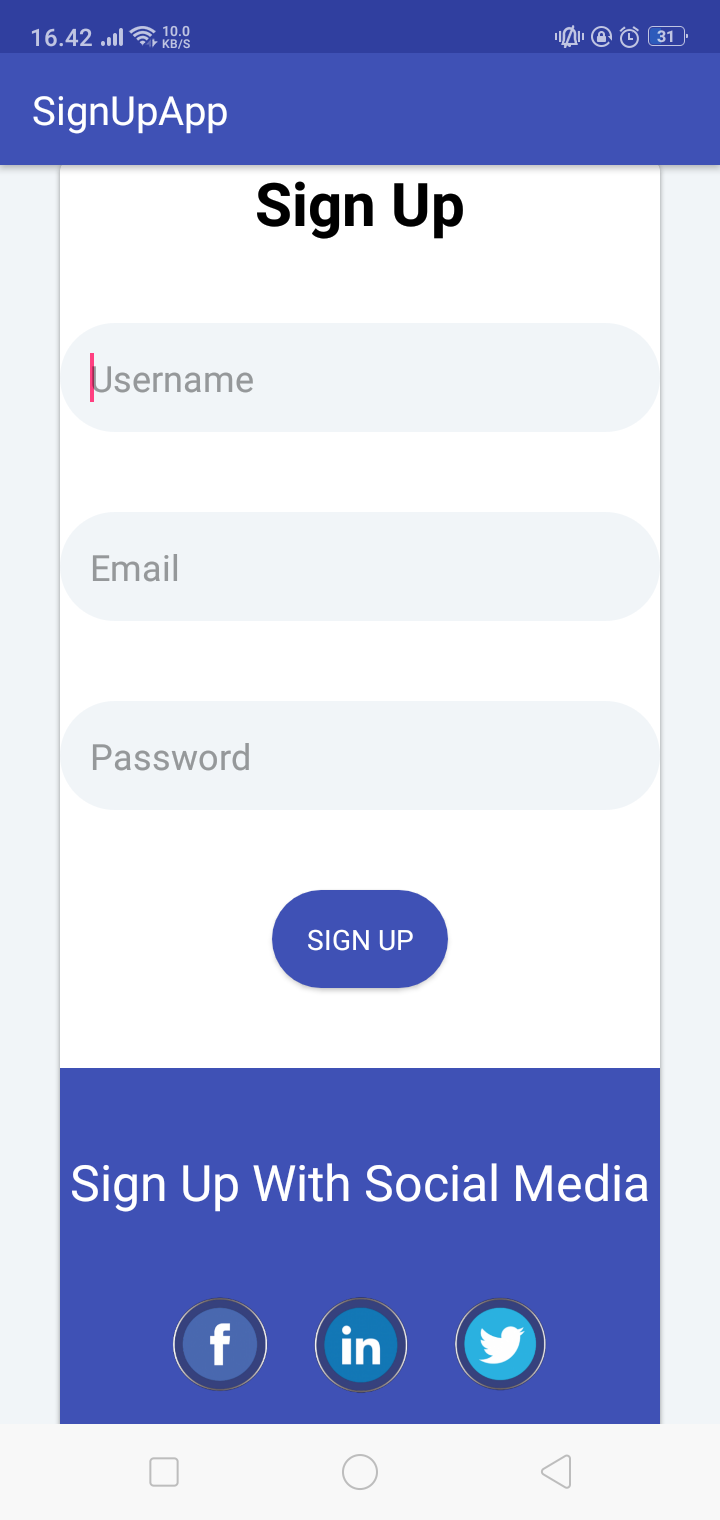 16.42 10.0 KB/S 31
SignUpApp
Sign Up
Username
Email
Password
SIGN UP
Sign Up With Social Media
f in